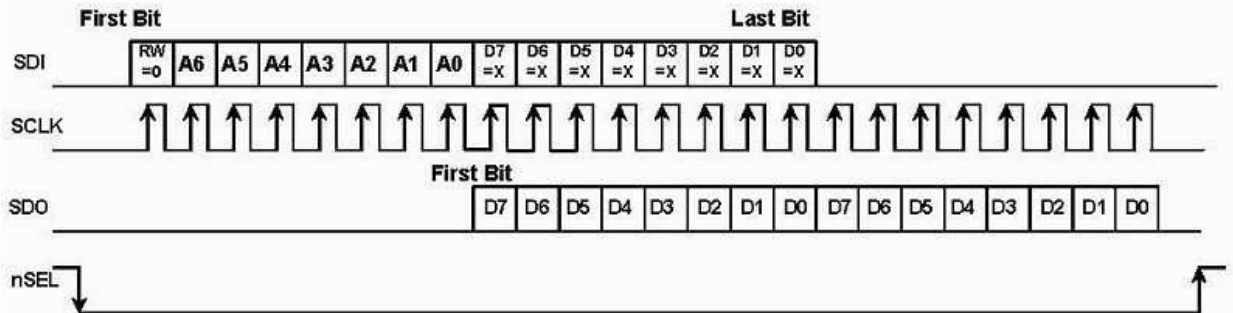 First Bit Last Bit
SDI RW =0 A6 A5 A4 A3 A2 A1 A0 D7 =X D6 =X D5 =X D4 =X D3 =X D2 =X D1 =X D0 =X
SCLK
First Bit
SDO D7 D6 D5 D4 D3 D2 D1 D0 D7 D6 D5 D4 D3 D2 D1 D0
nSEL